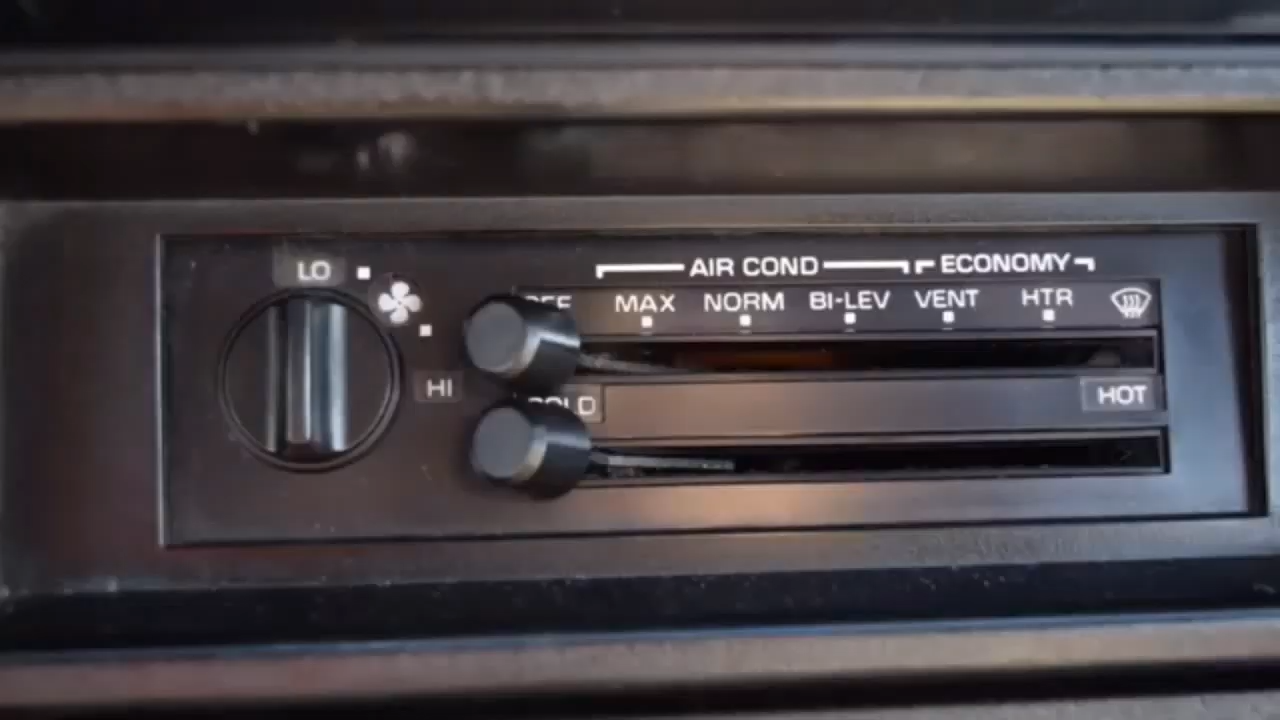 LO
HI
AIR COND
ECONOMY
MAX NORM BI-LEV VENT HTR
HOT